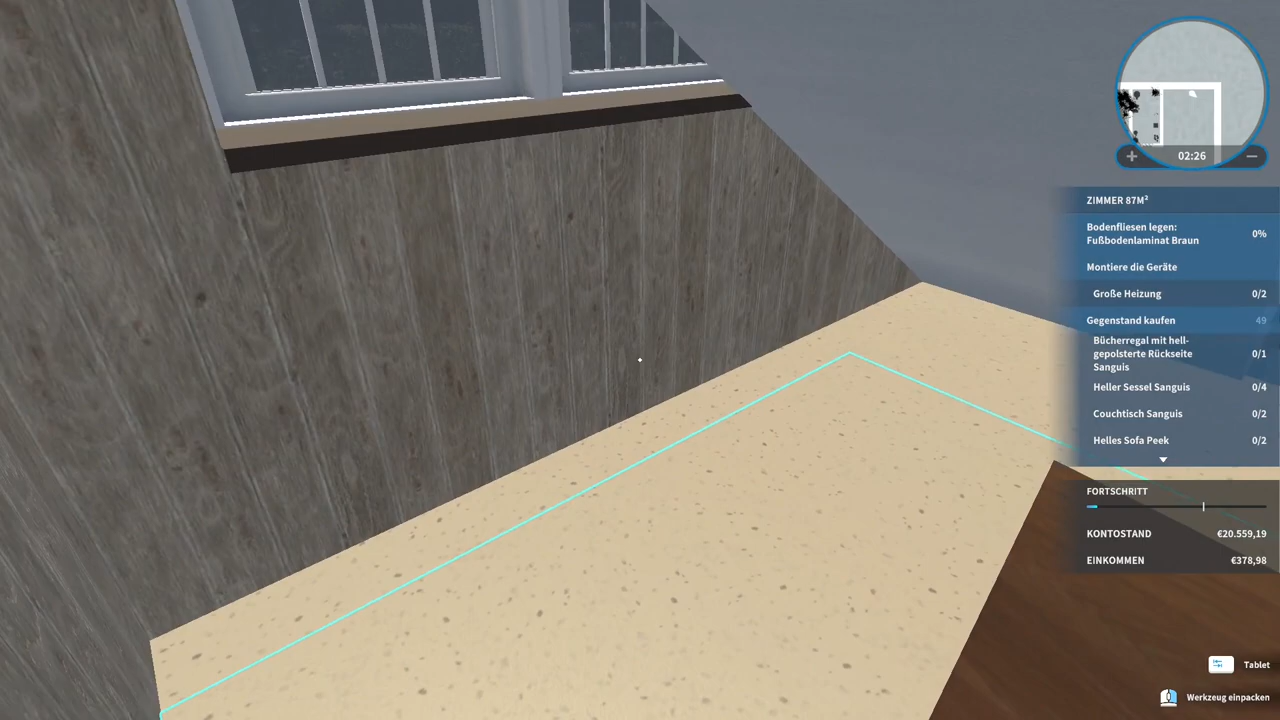 02:26
ZIMMER 87M²
Bodenfliesen legen:
Fußbodenlaminat Braun
0%
Montiere die Geräte
Große Heizung 0/2
Gegenstand kaufen 49
Bücherregal mit hell-
gepolsterte Rückseite
Sanguis
0/1
Heller Sessel Sanguis 0/4
Couchtisch Sanguis 0/2
Helles Sofa Peek 0/2
FORTSCHRITT
KONTOSTAND €20.559,19
EINKOMMEN €378,98
Tablet
Werkzeug einpacken